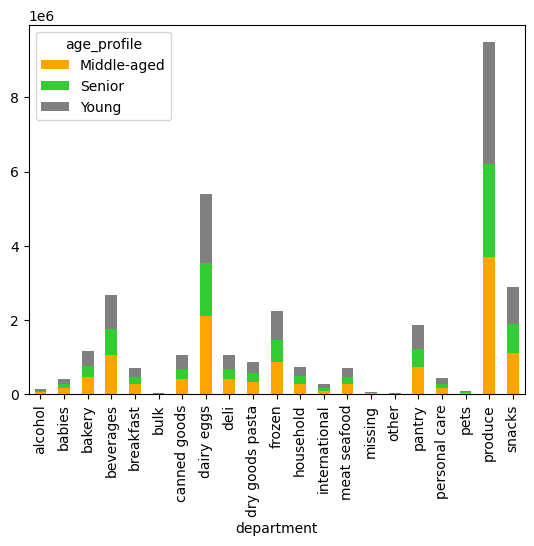 1e6
age_profile
Middle-aged
Senior
Young
8
6
4
2
0
alcohol
babies
bakery
beverages
breakfast
bulk
canned goods
dairy eggs
deli
dry goods pasta
frozen
household
international
meat seafood
missing
other
pantry
personal care
pets
produce
snacks
department